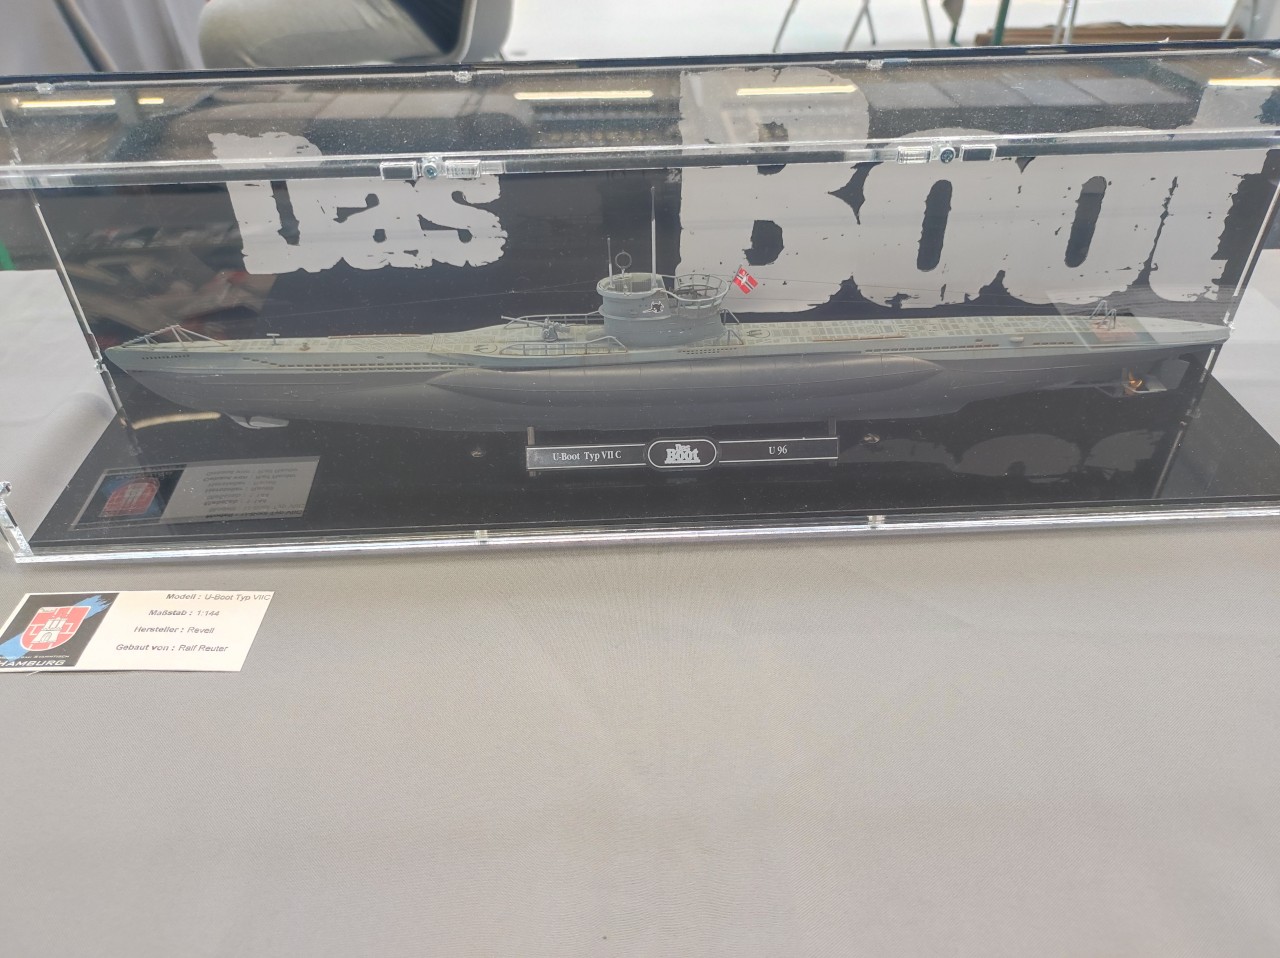 Das Boot
U-Boot Typ VII C
Das
Boot
U 96
Modell : U-Boot Typ VIIC
Maßstab : 1:144
Hersteller : Revell
Gebaut von : Ralf Reuter
HAMBURG